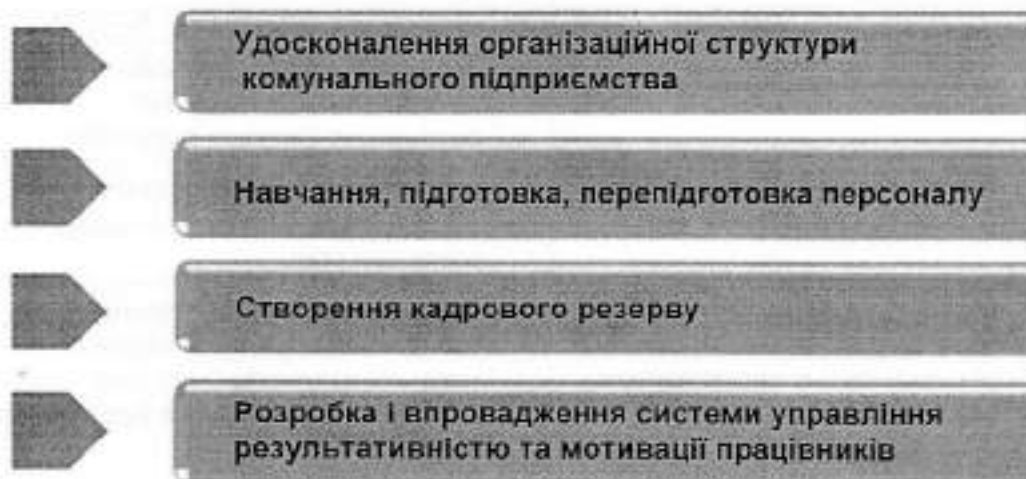 Удосконалення організаційної структури
комунального підприємства
Навчання, підготовка, перепідготовка персоналу
Створення кадрового резерву
Розробка і впровадження системи управління
результативністю та мотивації працівників